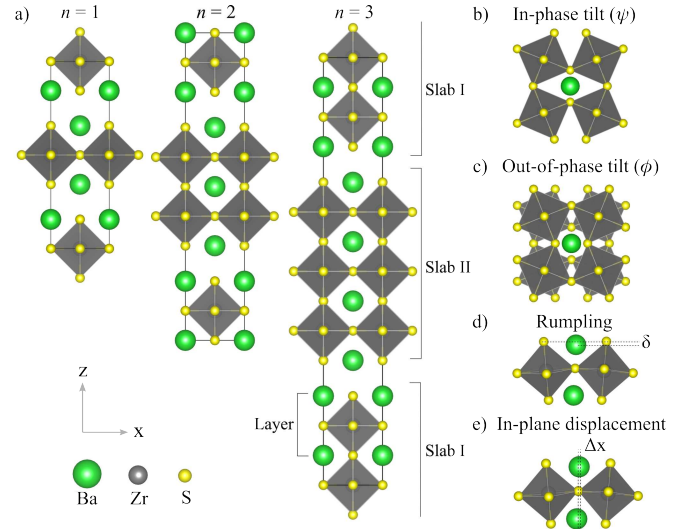 a)
n = 1
n = 2
n = 3
Slab I
Slab II
Layer
Slab I
z
x
Ba
Zr
S
b)
In-phase tilt (ψ)
c)
Out-of-phase tilt (ϕ)
d)
Rumpling
δ
e)
In-plane displacement
Δx